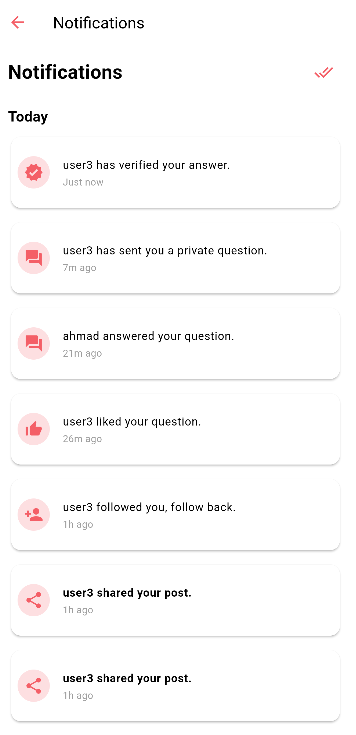 Notifications
Notifications
Today
user3 has verified your answer.
Just now
user3 has sent you a private question.
7m ago
ahmad answered your question.
21m ago
user3 liked your question.
26m ago
user3 followed you, follow back.
1h ago
user3 shared your post.
1h ago
user3 shared your post.
1h ago